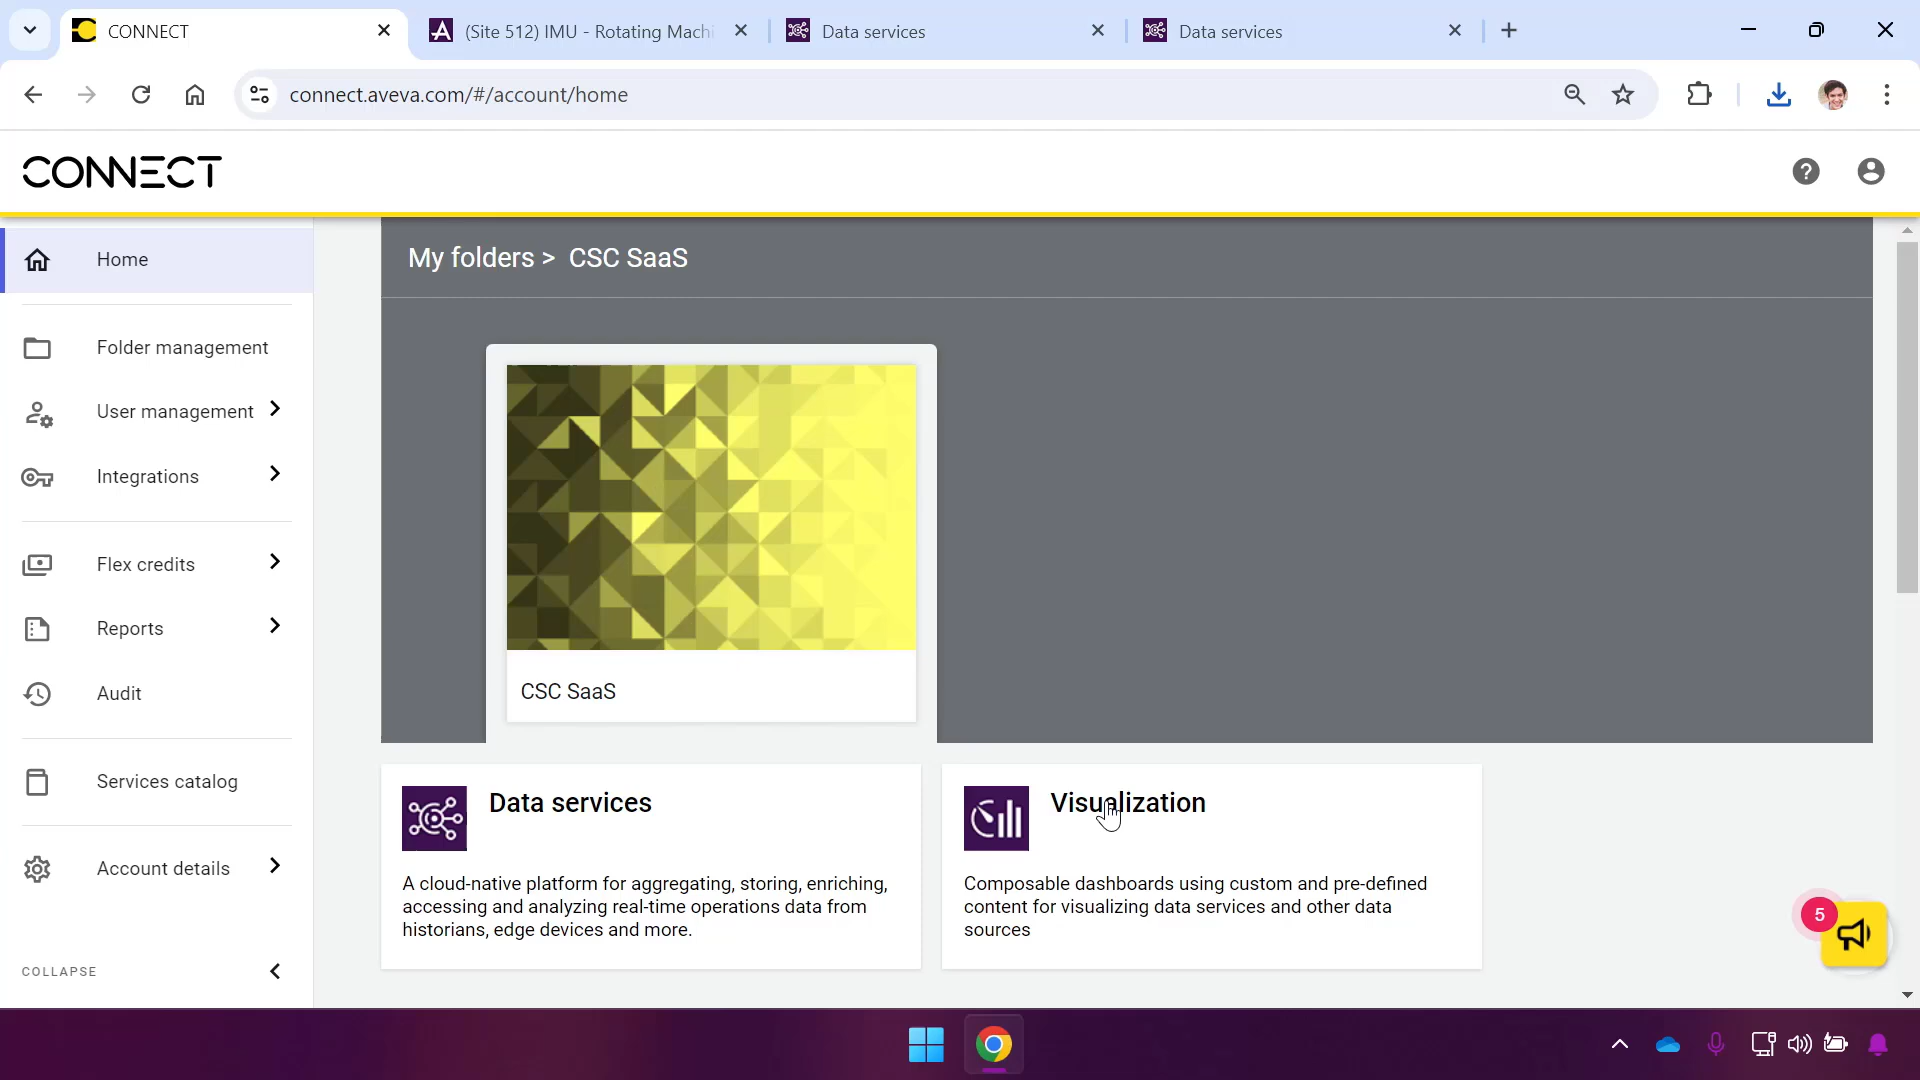 CONNECT
(Site 512) IMU - Rotating Machi
Data services
Data services
connect.aveva.com/#/account/home
CONNECT
My folders > CSC SaaS
Home
Folder management
User management
Integrations
Flex credits
Reports
Audit
Services catalog
Account details
COLLAPSE
CSC SaaS
Data services
A cloud-native platform for aggregating, storing, enriching,
accessing and analyzing real-time operations data from
historians, edge devices and more.
Visualization
Composable dashboards using custom and pre-defined
content for visualizing data services and other data
sources
5